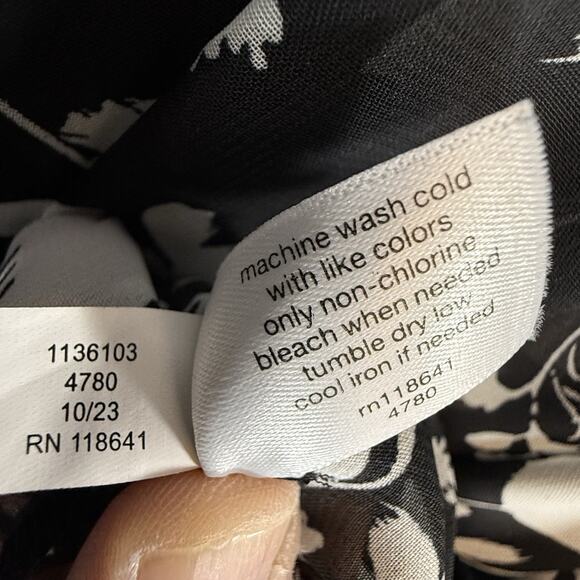 machine wash cold
with like colors
only non-chlorine
bleach when needed
tumble dry low
cool iron if needed
rn118641
4780
1136103
4780
10/23
RN 118641